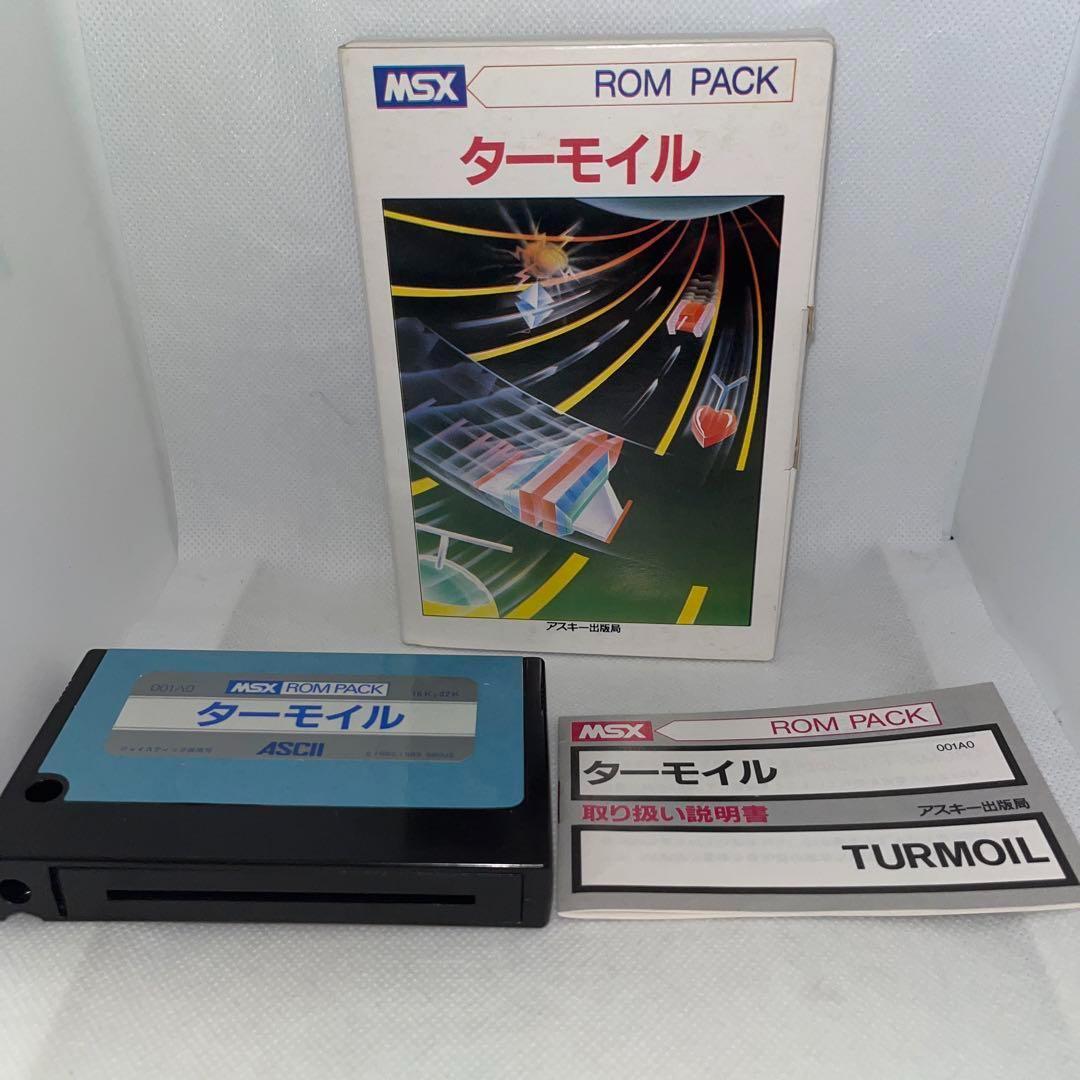 MSX ROM PACK
ターモイル
アスキー出版局
001A0 MSX ROM PACK 16K, 32K
ターモイル
ASCII
MSX ROM PACK
001A0
ターモイル
取り扱い説明書 アスキー出版局
TURMOIL